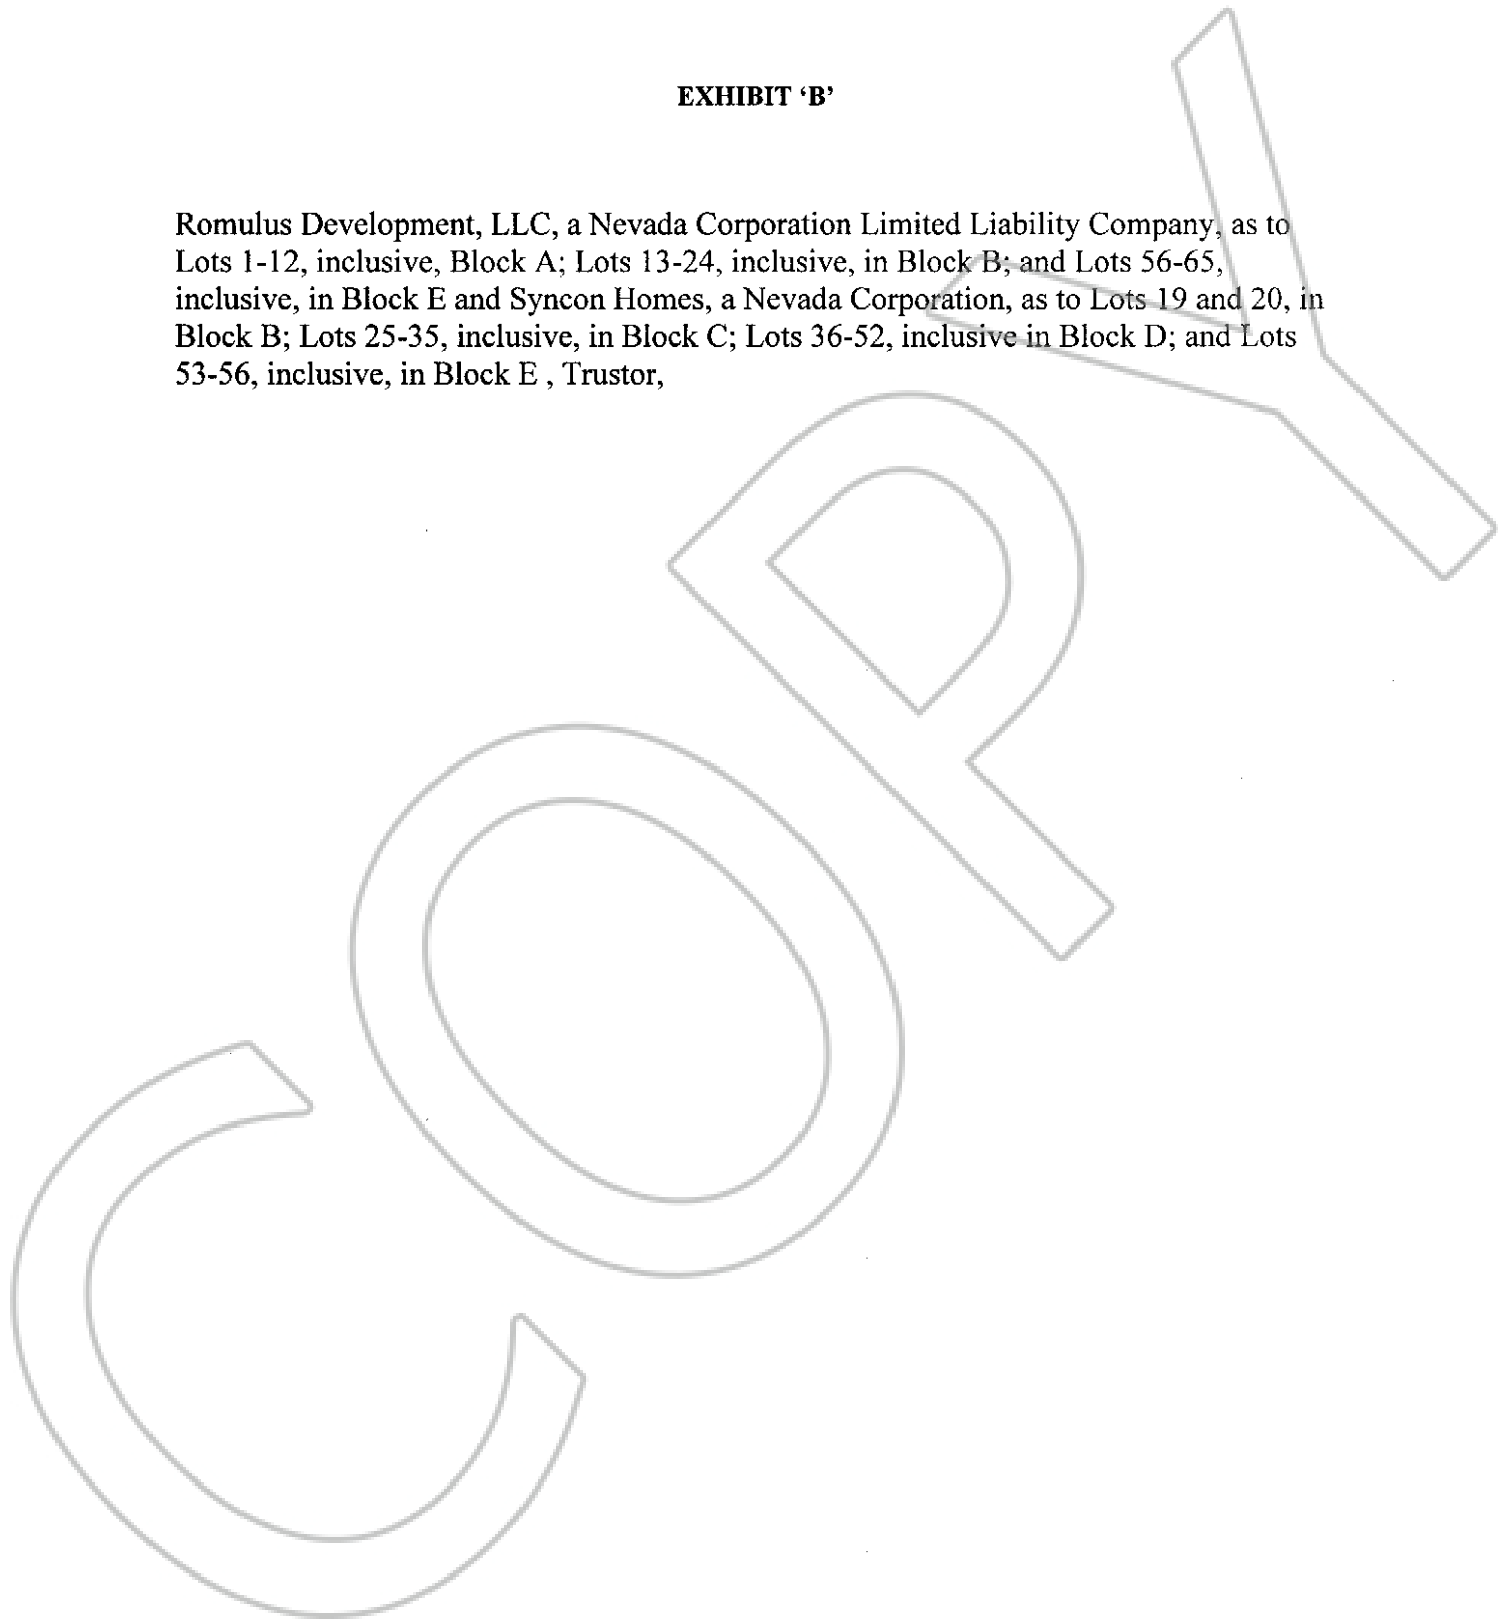 EXHIBIT ‘B’
Romulus Development, LLC, a Nevada Corporation Limited Liability Company, as to
Lots 1-12, inclusive, Block A; Lots 13-24, inclusive, in Block B; and Lots 56-65,
inclusive, in Block E and Syncon Homes, a Nevada Corporation, as to Lots 19 and 20, in
Block B; Lots 25-35, inclusive, in Block C; Lots 36-52, inclusive in Block D; and Lots
53-56, inclusive, in Block E , Trustor,
COPY